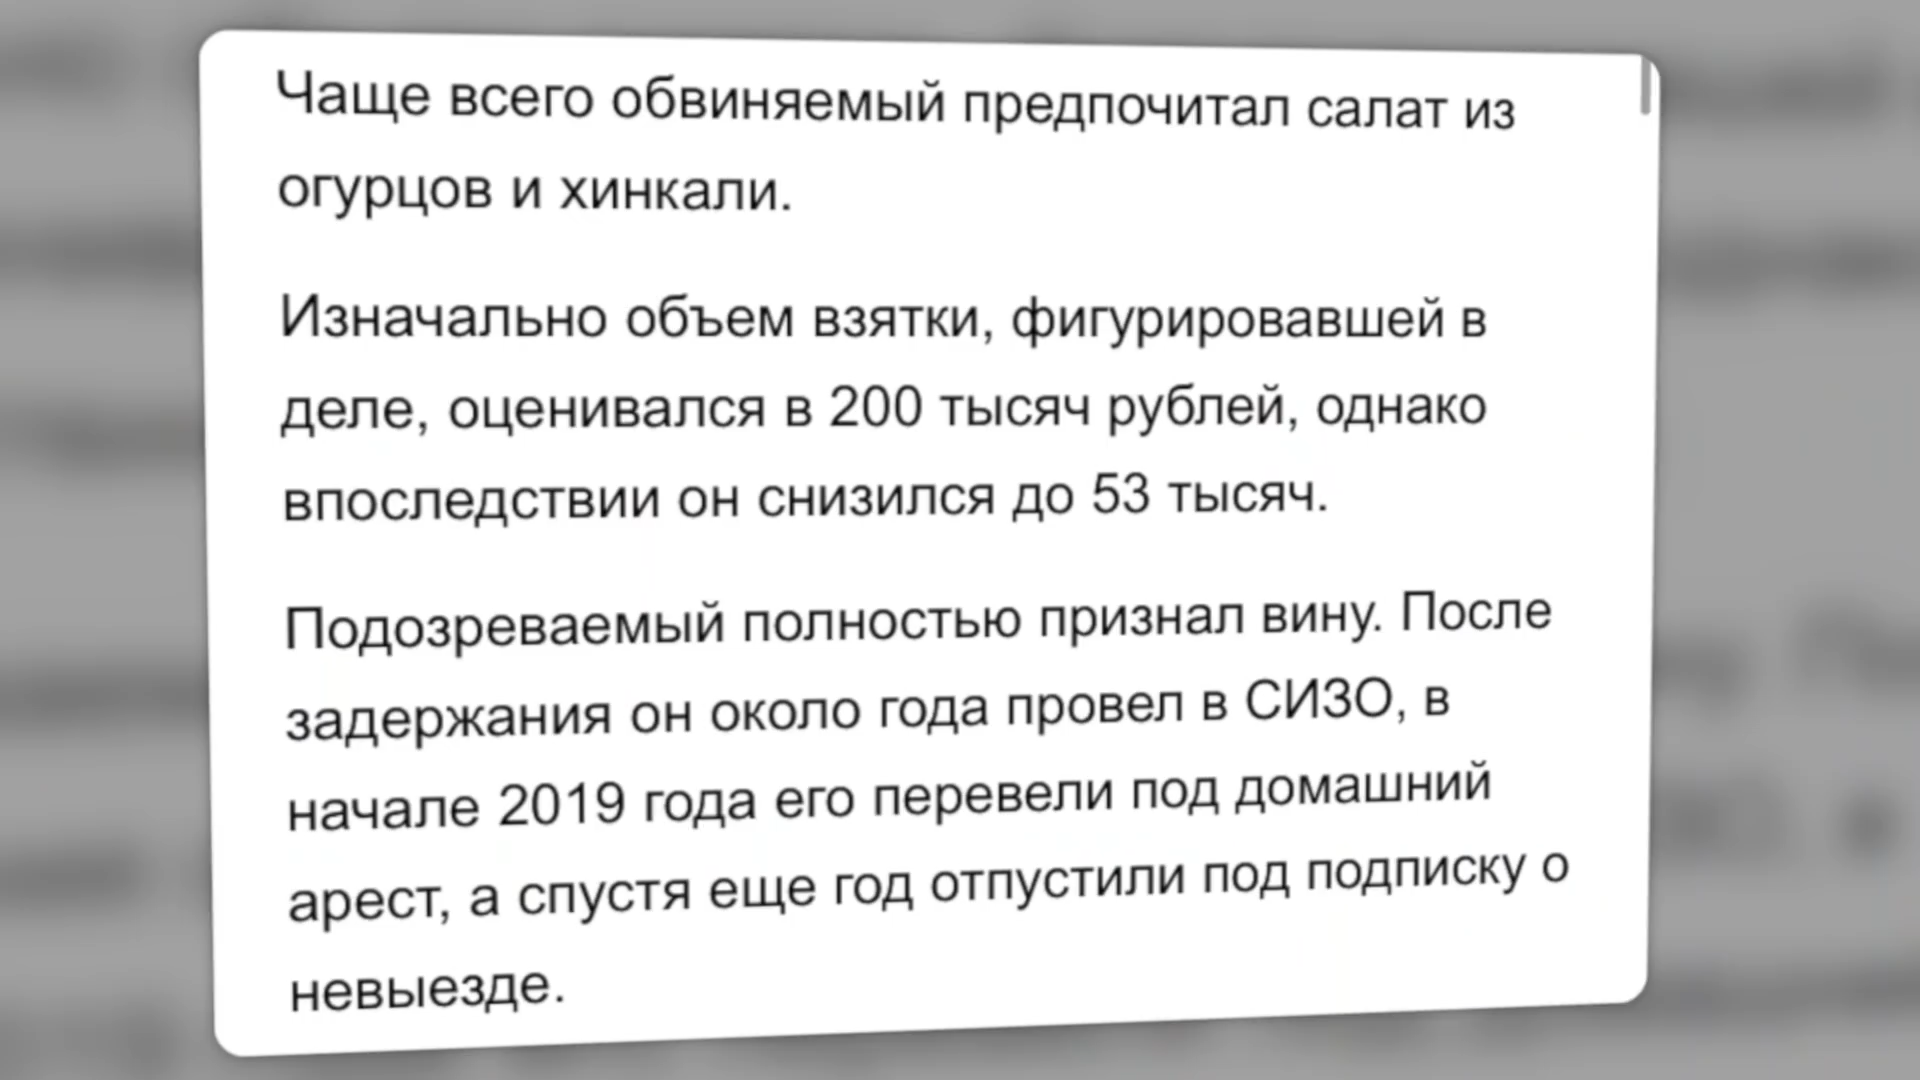 Чаще всего обвиняемый предпочитал салат из
огурцов и хинкали.
Изначально объем взятки, фигурировавшей в
деле, оценивался в 200 тысяч рублей, однако
впоследствии он снизился до 53 тысяч.
Подозреваемый полностью признал вину. После
задержания он около года провел в СИЗО, в
начале 2019 года его перевели под домашний
арест, а спустя еще год отпустили под подписку о
невыезде.